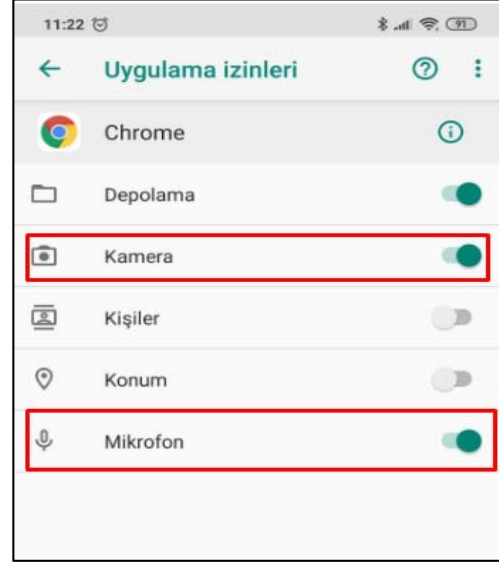 11:22 91
Uygulama izinleri
Chrome
Depolama
Kamera
Kişiler
Konum
Mikrofon